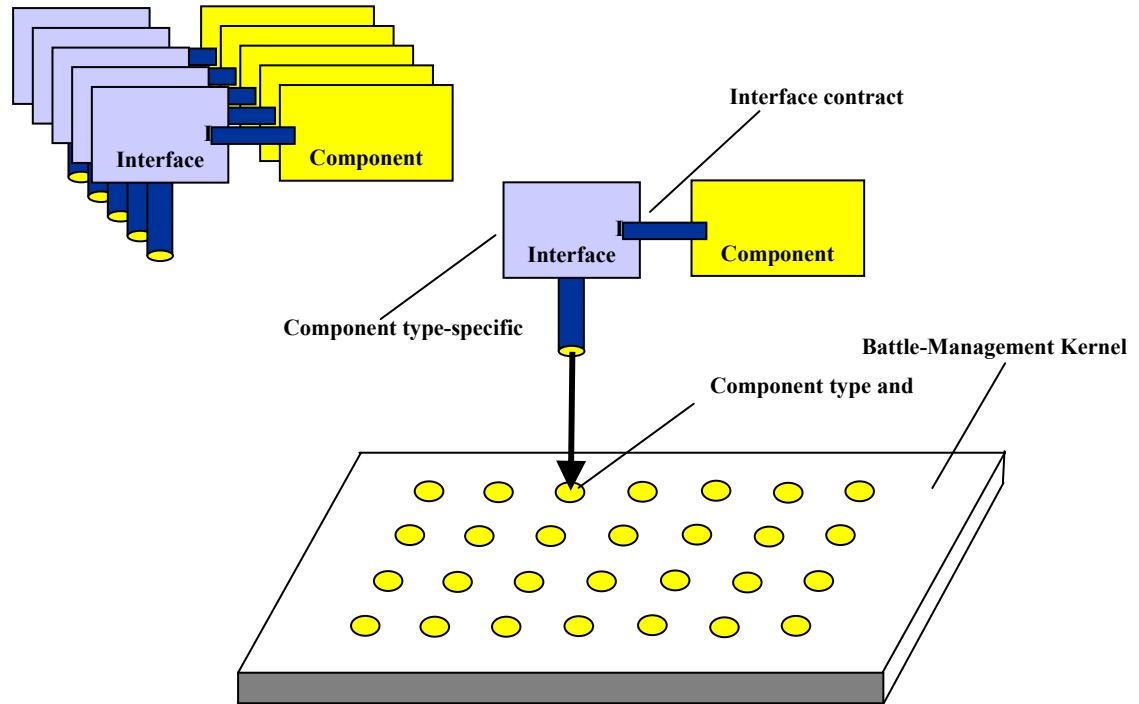 Interface contract
I
Interface
Component
I
Interface
Component
Component type-specific
Battle-Management Kernel
Component type and